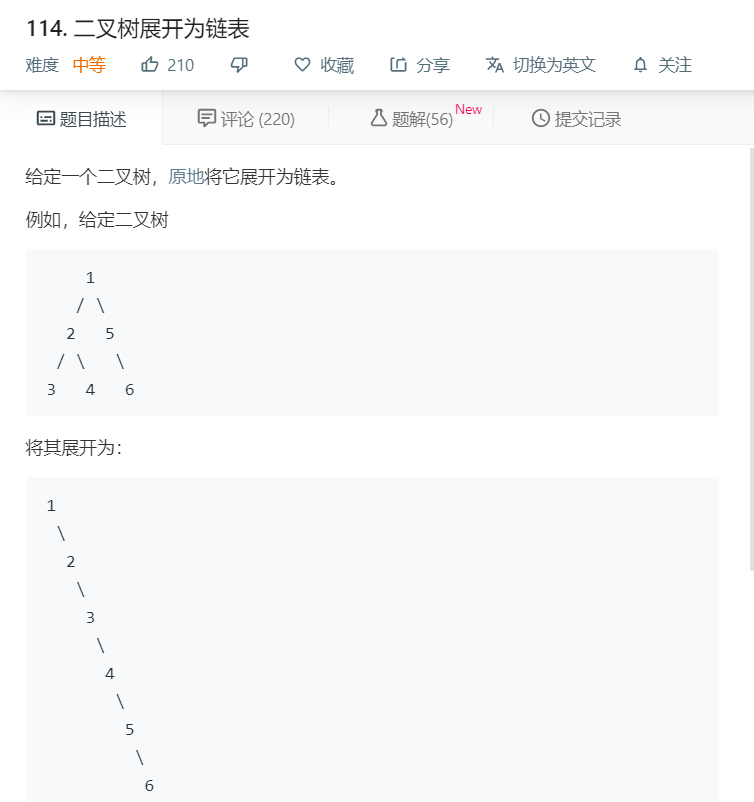 114. 二叉树展开为链表
难度 中等 210 收藏 分享 切换为英文 关注
题目描述 评论 (220) 题解(56) New 提交记录
给定一个二叉树，原地将它展开为链表。
例如，给定二叉树
1
/ \
2 5
/ \ \
3 4 6
将其展开为：
1
\
2
\
3
\
4
\
5
\
6